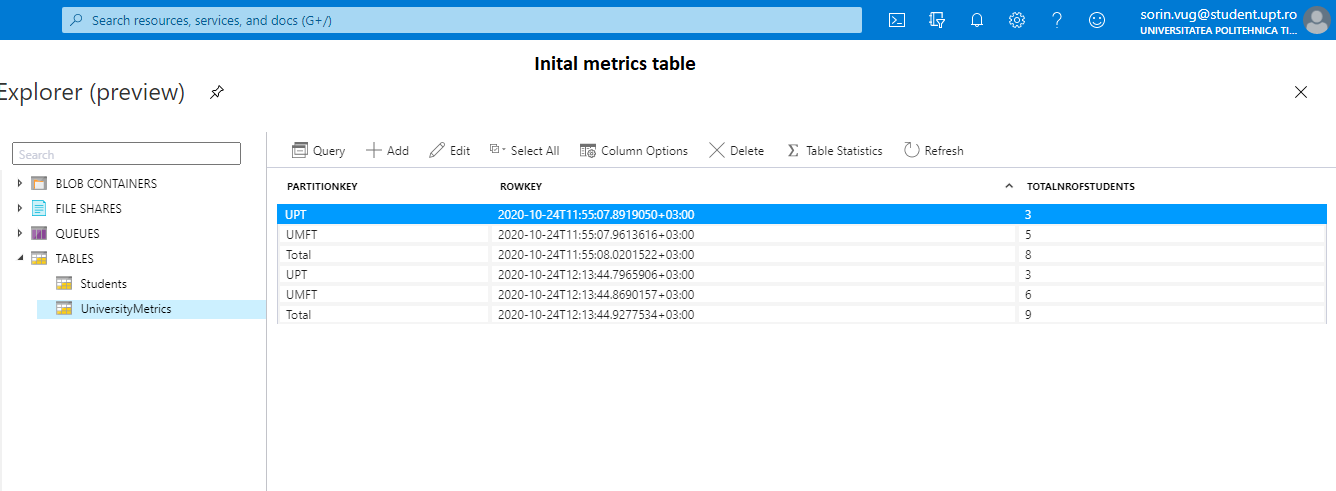 Search resources, services, and docs (G+/)
sorin.vug@student.upt.ro
UNIVERSITATEA POLITEHNICA TI...
Inital metrics table
Explorer (preview)
Search
BLOB CONTAINERS
FILE SHARES
QUEUES
TABLES
Students
UniversityMetrics
Query Add Edit Select All Column Options Delete Table Statistics Refresh
PARTITIONKEY ROWKEY TOTALNROFSTUDENTS
UPT 2020-10-24T11:55:07.8919050+03:00 3
UMFT 2020-10-24T11:55:07.9613616+03:00 5
Total 2020-10-24T11:55:08.0201522+03:00 8
UPT 2020-10-24T12:13:44.7965906+03:00 3
UMFT 2020-10-24T12:13:44.8690157+03:00 6
Total 2020-10-24T12:13:44.9277534+03:00 9